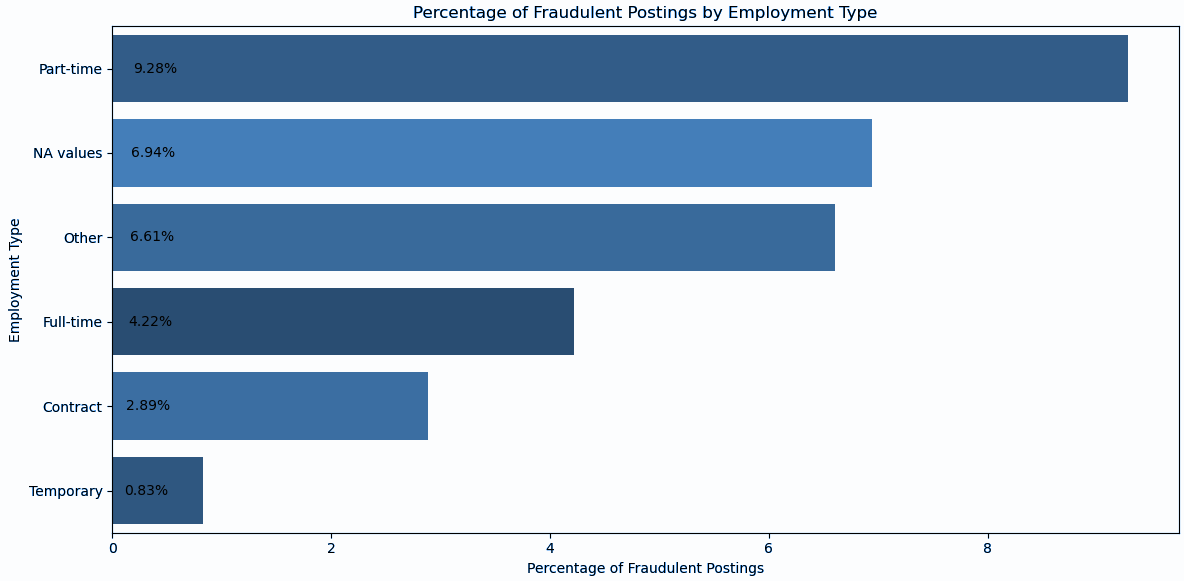 Percentage of Fraudulent Postings by Employment Type
Part-time
9.28%
NA values
6.94%
Other
6.61%
Full-time
4.22%
Contract
2.89%
Temporary
0.83%
Employment Type
0 2 4 6 8
Percentage of Fraudulent Postings